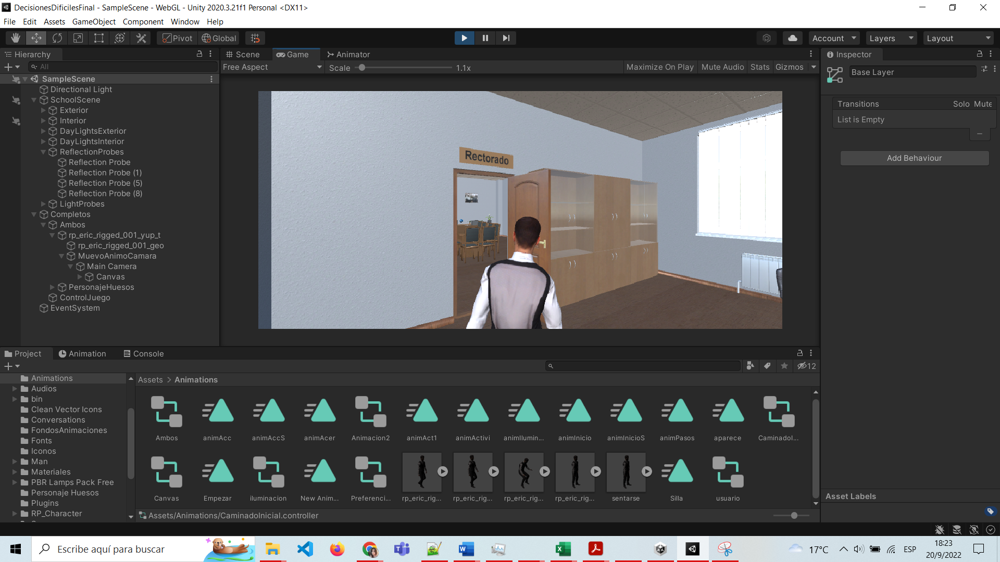 DecisionesDificilesFinal - SampleScene - WebGL - Unity 2020.3.21f1 Personal <DX11>
File Edit Assets GameObject Component Window Help
Pivot Global Account Layers Layout
Hierarchy
All
SampleScene
Directional Light
SchoolScene
Exterior
Interior
DayLightsExterior
DayLightsInterior
ReflectionProbes
Reflection Probe
Reflection Probe (1)
Reflection Probe (5)
Reflection Probe (8)
LightProbes
Completos
Ambos
rp_eric_rigged_001_yup_t
rp_eric_rigged_001_geo
MuevoAnimoCamara
Main Camera
Canvas
PersonajeHuesos
ControlJuego
EventSystem
Scene Game Animator
Free Aspect Scale 1.1x Maximize On Play Mute Audio Stats Gizmos
Rectorado
Inspector
Base Layer
Transitions Solo Mute
List is Empty
Add Behaviour
Asset Labels
Project Animation Console
12
Animations
Audios
bin
Clean Vector Icons
Conversations
FondosAnimaciones
Fonts
Iconos
Man
Materiales
PBR Lamps Pack Free
Personaje Huesos
Plugins
RP_Character
Assets > Animations
Ambos animAcc animAccS animAcer Animacion2 animAct1 animActivi animIlumin... animInicio animInicioS animPasos aparece CaminadoI...
Canvas Empezar iluminacion New Anim... Preferenci... rp_eric_rig... rp_eric_rig... rp_eric_rig... rp_eric_rig... sentarse Silla usuario
Assets/Animations/CaminadoInicial.controller
Escribe aquí para buscar
17°C ESP
18:23
20/9/2022